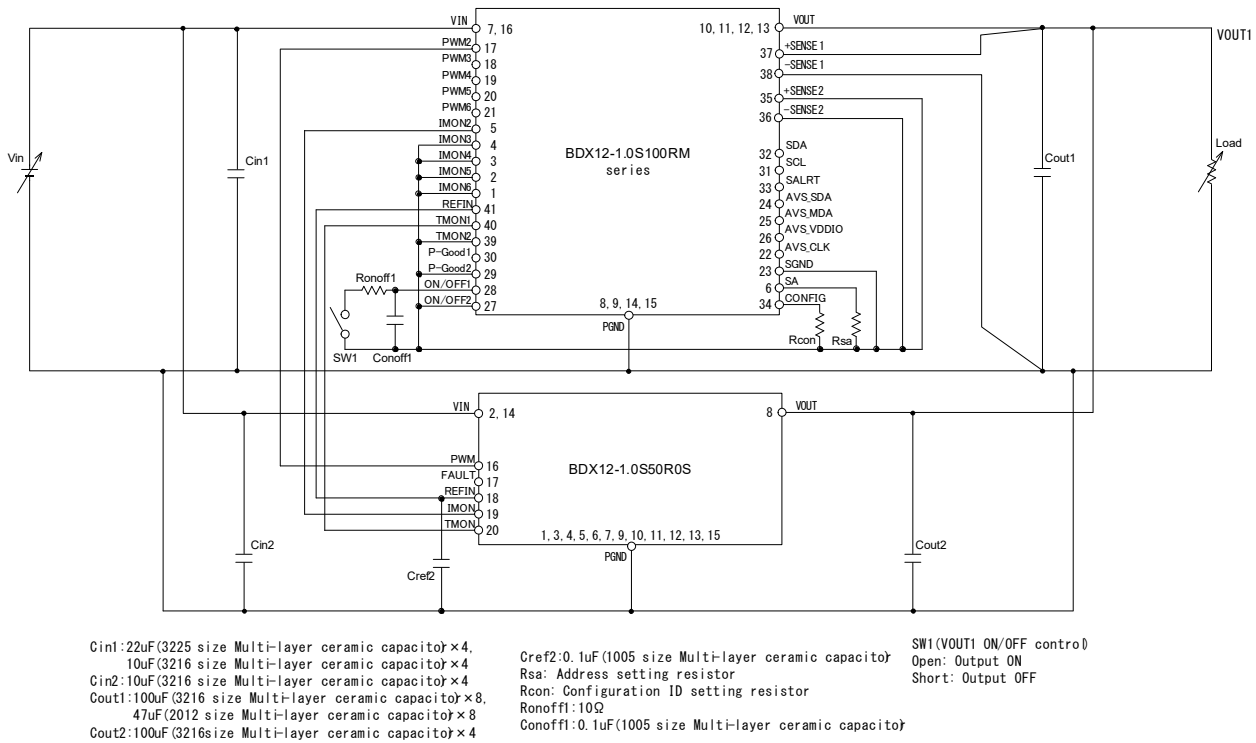 VIN
7, 16
PWM2
17
PWM3
18
PWM4
19
PWM5
20
PWM6
21
IMON2
5
IMON3
4
IMON4
3
IMON5
2
IMON6
1
REFIN
41
TMON1
40
TMON2
39
P-Good1
30
P-Good2
29
ON/OFF1
28
ON/OFF2
27
BDX12-1.0S100RM
series
8, 9, 14, 15
PGND
VOUT
10, 11, 12, 13
+SENSE1
37
-SENSE1
38
+SENSE2
35
-SENSE2
36
SDA
32
SCL
31
SALRT
33
AVS_SDA
24
AVS_MDA
25
AVS_VDDIO
26
AVS_CLK
22
SGND
23
SA
6
CONFIG
34
Rcon
Rsa
VOUT1
Vin
Cin1
Cout1
Load
Ronoff1
SW1
Conoff1
VIN
2, 14
PWM
16
FAULT
17
REFIN
18
IMON
19
TMON
20
BDX12-1.0S50R0S
1, 3, 4, 5, 6, 7, 9, 10, 11, 12, 13, 15
PGND
8
VOUT
Cin2
Cref2
Cout2
Cin1:22uF(3225 size Multi-layer ceramic capacitor)×4,
10uF(3216 size Multi-layer ceramic capacitor)×4
Cin2:10uF(3216 size Multi-layer ceramic capacitor)×4
Cout1:100uF(3216 size Multi-layer ceramic capacitor)×8,
47uF(2012 size Multi-layer ceramic capacitor)×8
Cout2:100uF(3216size Multi-layer ceramic capacitor)×4
Cref2:0.1uF(1005 size Multi-layer ceramic capacitor)
Rsa: Address setting resistor
Rcon: Configuration ID setting resistor
Ronoff1:10Ω
Conoff1:0.1uF(1005 size Multi-layer ceramic capacitor)
SW1(VOUT1 ON/OFF control)
Open: Output ON
Short: Output OFF